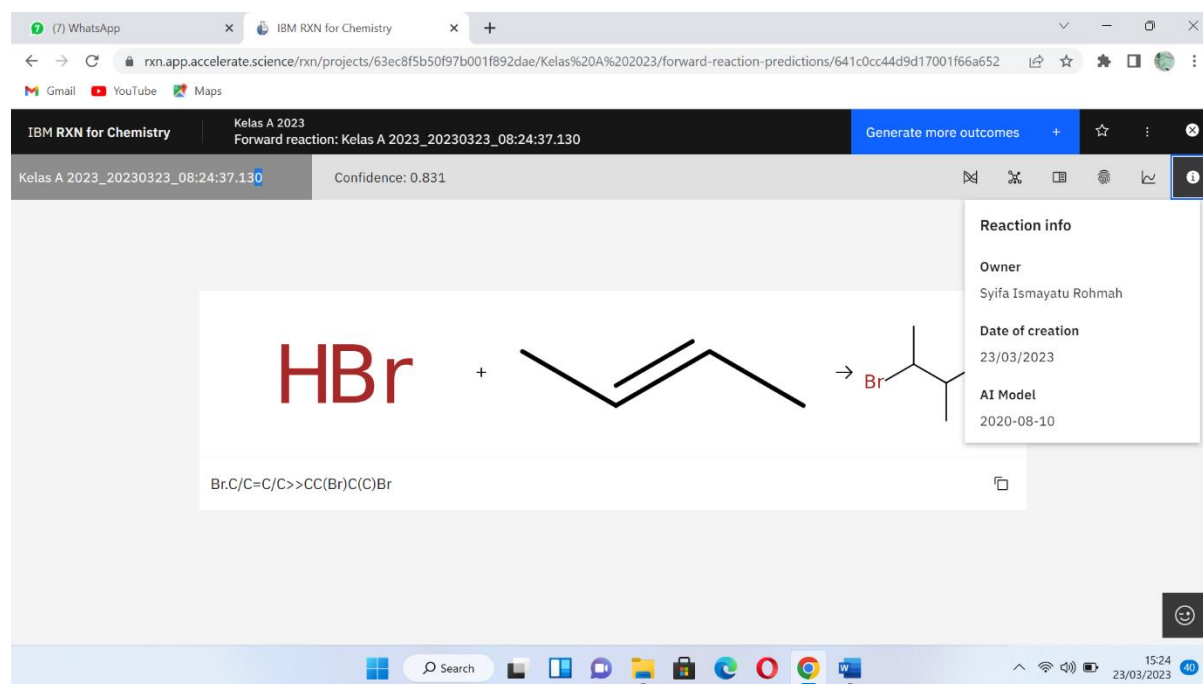 7 (7) WhatsApp
IBM RXN for Chemistry
rxn.app.accelerate.science/rxn/projects/63ec8f5b50f97b001f892dae/Kelas%20A%202023/forward-reaction-predictions/641c0cc44d9d17001f66a652
Gmail YouTube Maps
IBM RXN for Chemistry
Kelas A 2023
Forward reaction: Kelas A 2023_20230323_08:24:37.130
Generate more outcomes +
Kelas A 2023_20230323_08:24:37.130
Confidence: 0.831
Reaction info
Owner
Syifa Ismayatu Rohmah
Date of creation
23/03/2023
AI Model
2020-08-10
HBr + → Br
Br.C/C=C/C>>CC(Br)C(C)Br
Search
15:24
23/03/2023
40